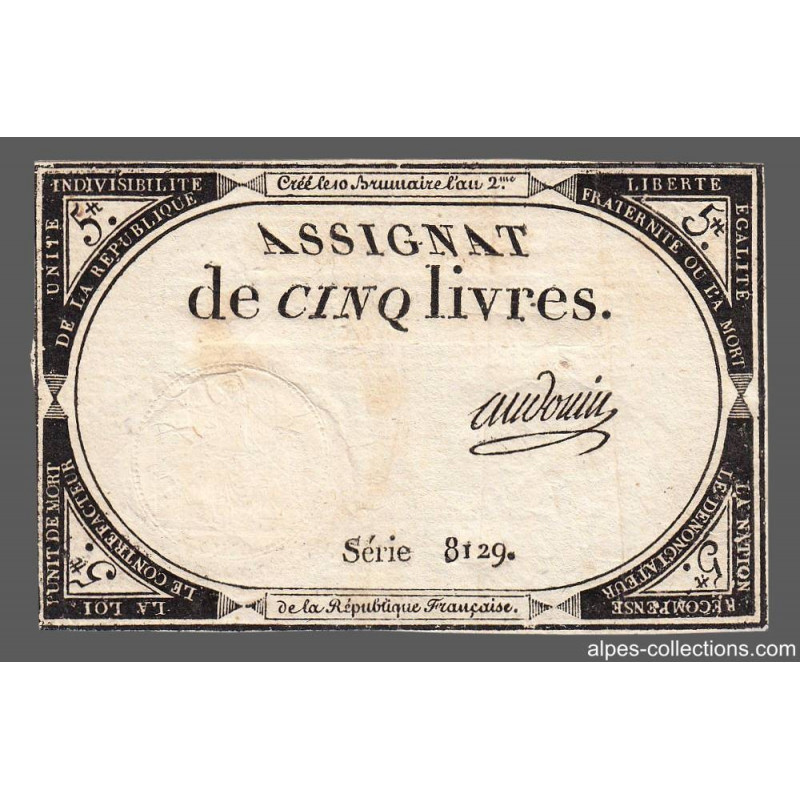 Créé le 10 Brumaire l'an 2.me
INDIVISIBILITE
UNITÉ
DE LA REPUBLIQUE
5.#
LIBERTE
EGALITE
FRATERNITE OU LA MORT
5.#
ASSIGNAT
de CINQ livres.
audouin
Série 8129.
LA LOI
PUNIT DE MORT
LE CONTREFACTEUR
5.#
LA NATION
RECOMPENSE
LE DENONCIATEUR
5.#
de la République Française.
alpes-collections.com